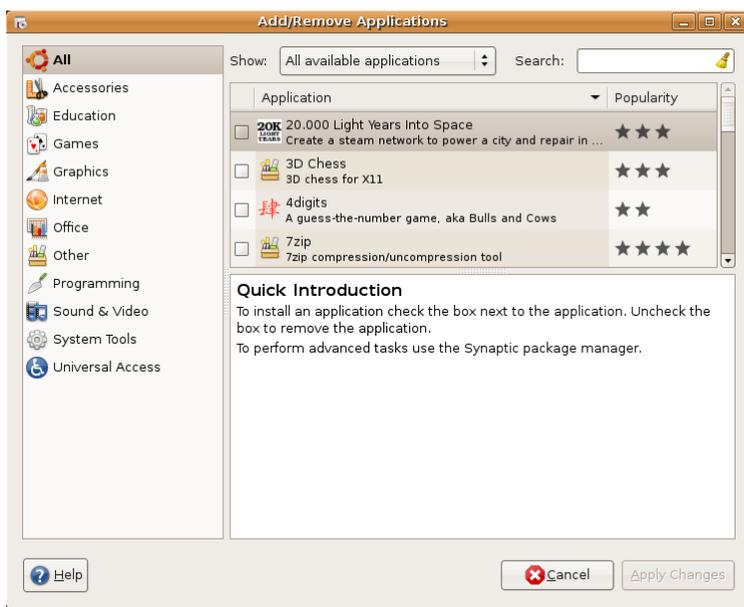 Add/Remove Applications
All
Accessories
Education
Games
Graphics
Internet
Office
Other
Programming
Sound & Video
System Tools
Universal Access
Show: All available applications Search:
Application Popularity
20K LIGHT YEARS
20.000 Light Years Into Space
Create a steam network to power a city and repair in ...
3D Chess
3D chess for X11
肆
4digits
A guess-the-number game, aka Bulls and Cows
7zip
7zip compression/uncompression tool
Quick Introduction
To install an application check the box next to the application. Uncheck the
box to remove the application.
To perform advanced tasks use the Synaptic package manager.
Help
Cancel
Apply Changes